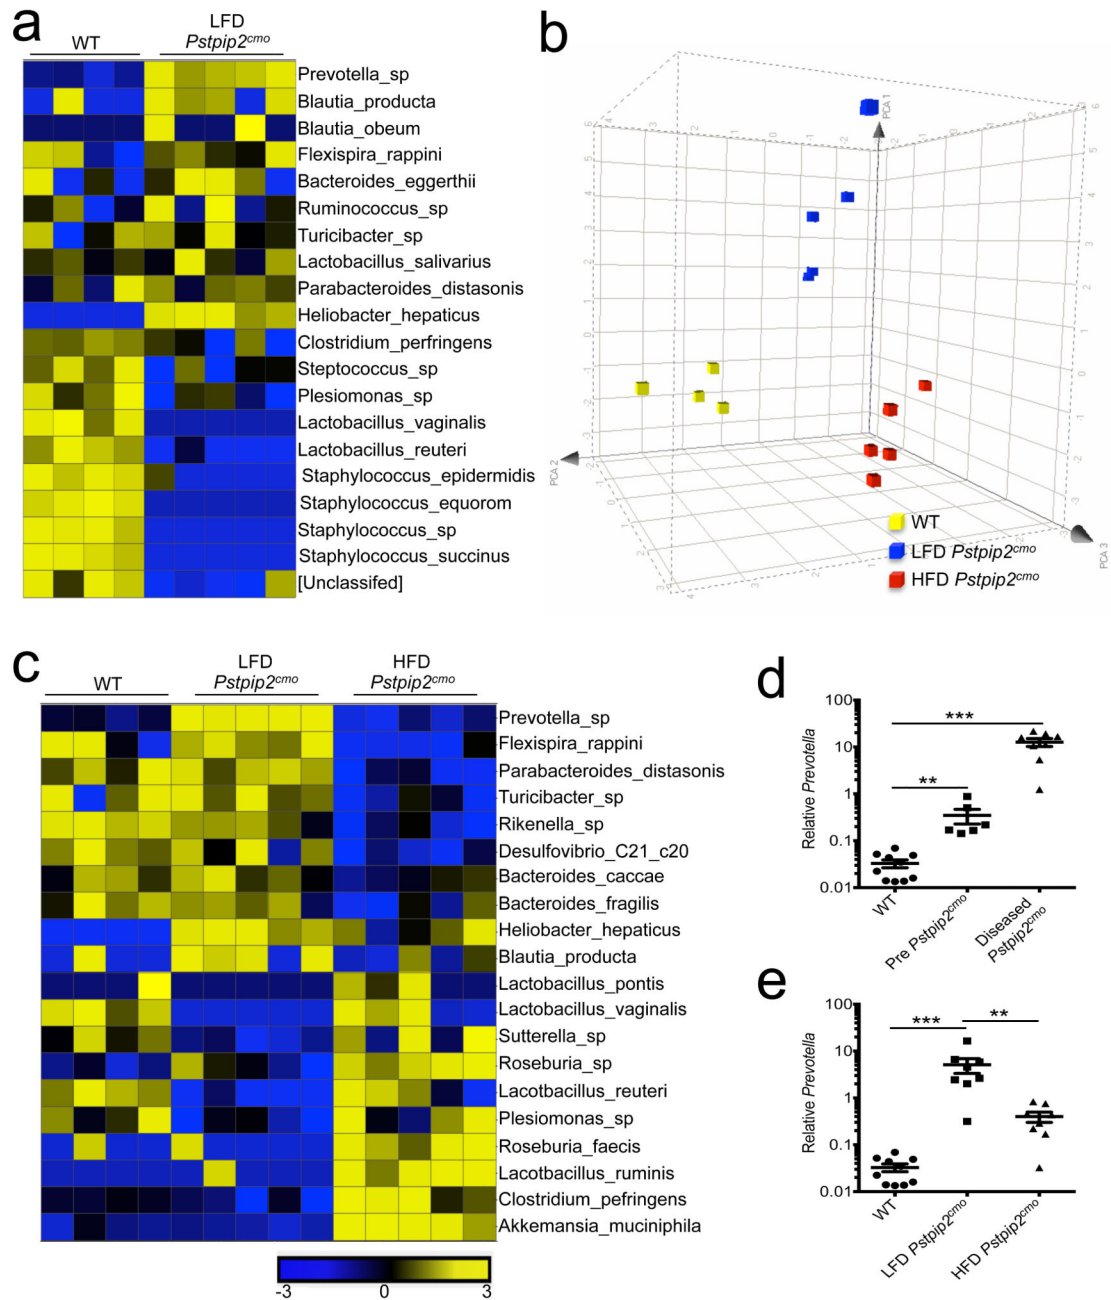 a
WT
LFD
Pstpip2cmo
Prevotella_sp
Blautia_producta
Blautia_obeum
Flexispira_rappini
Bacteroides_eggerthii
Ruminococcus_sp
Turicibacter_sp
Lactobacillus_salivarius
Parabacteroides_distasonis
Heliobacter_hepaticus
Clostridium_perfringens
Steptococcus_sp
Plesiomonas_sp
Lactobacillus_vaginalis
Lactobacillus_reuteri
Staphylococcus_epidermidis
Staphylococcus_equorom
Staphylococcus_sp
Staphylococcus_succinus
[Unclassifed]
b
PCA 1
PCA 2
PCA 3
WT
LFD Pstpip2cmo
HFD Pstpip2cmo
c
WT
LFD
Pstpip2cmo
HFD
Pstpip2cmo
Prevotella_sp
Flexispira_rappini
Parabacteroides_distasonis
Turicibacter_sp
Rikenella_sp
Desulfovibrio_C21_c20
Bacteroides_caccae
Bacteroides_fragilis
Heliobacter_hepaticus
Blautia_producta
Lactobacillus_pontis
Lactobacillus_vaginalis
Sutterella_sp
Roseburia_sp
Lacotbacillus_reuteri
Plesiomonas_sp
Roseburia_faecis
Lacotbacillus_ruminis
Clostridium_pefringens
Akkemansia_muciniphila
-3 0 3
d
Relative Prevotella
100
10
1
0.1
0.01
***
**
WT
Pre Pstpip2cmo
Diseased
Pstpip2cmo
e
Relative Prevotella
100
10
1
0.1
0.01
*** **
WT
LFD Pstpip2cmo
HFD Pstpip2cmo